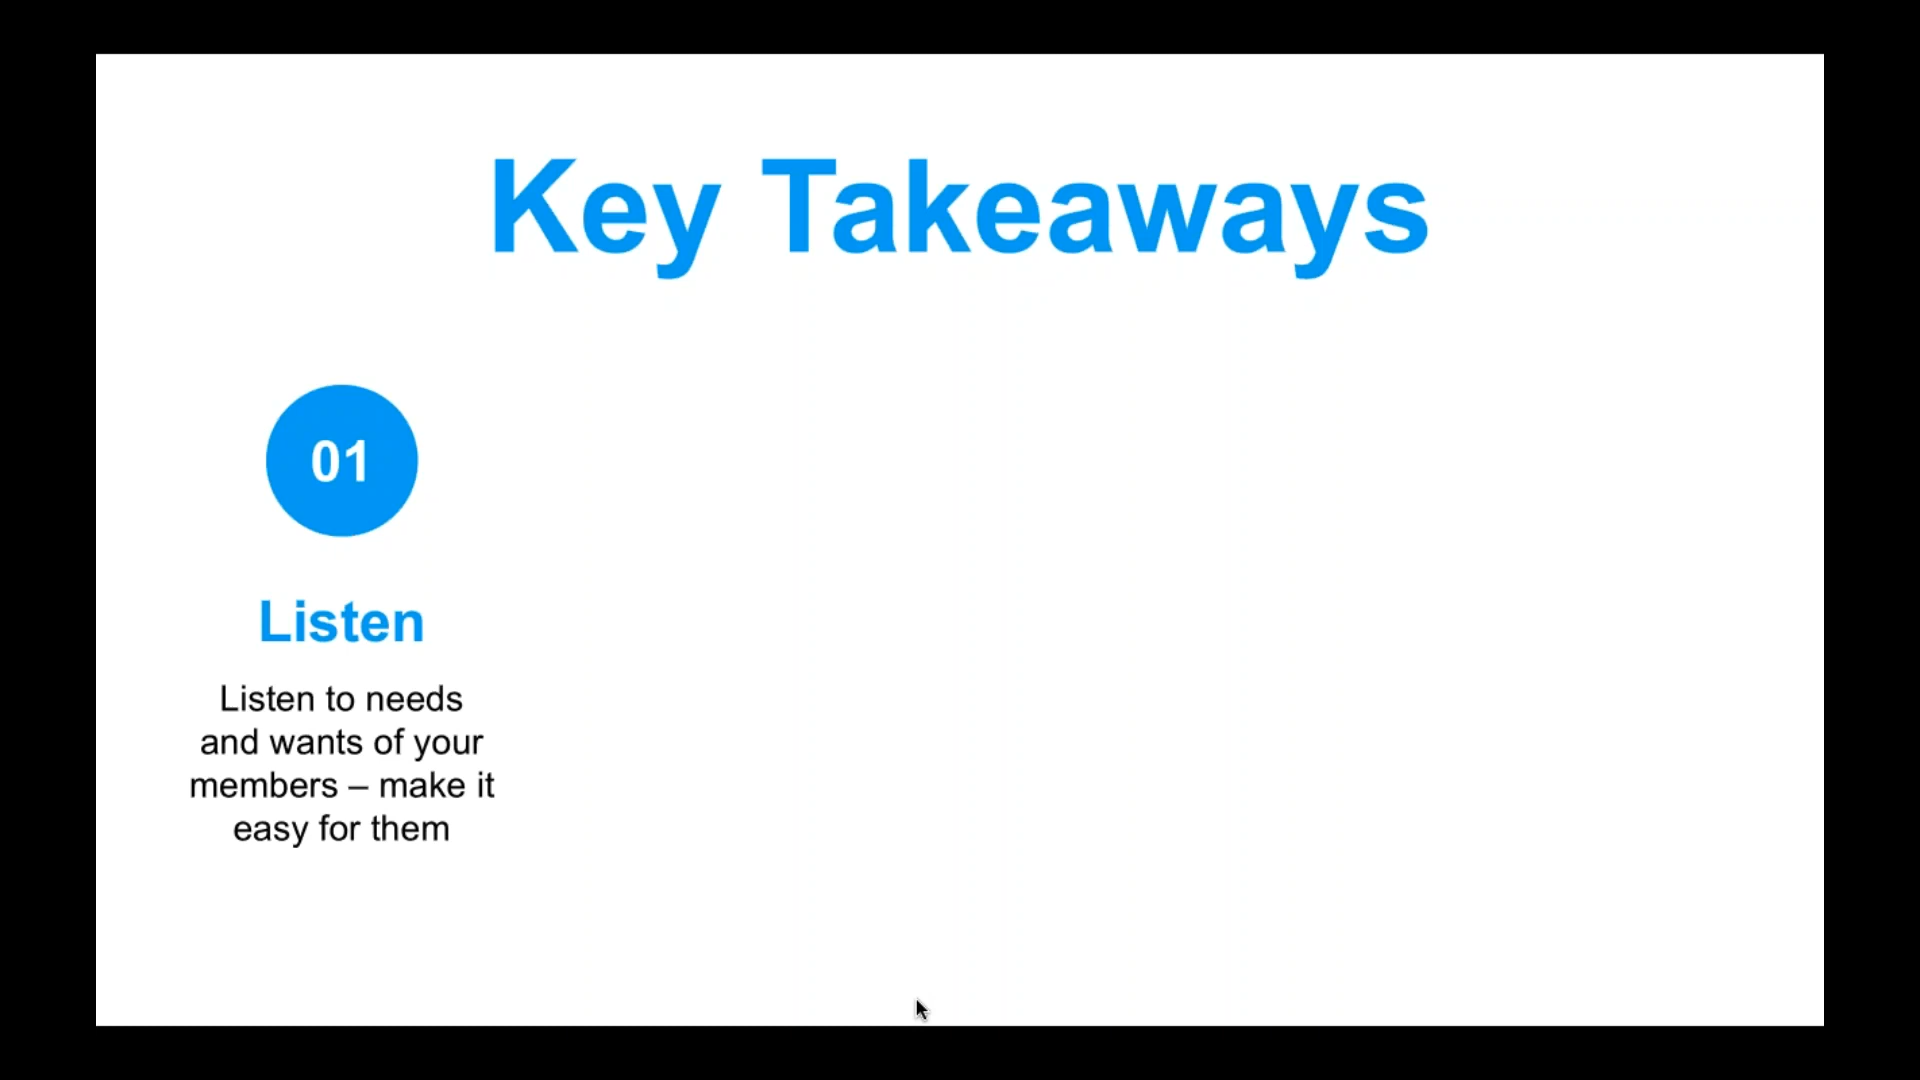 Key Takeaways
01
Listen
Listen to needs
and wants of your
members – make it
easy for them